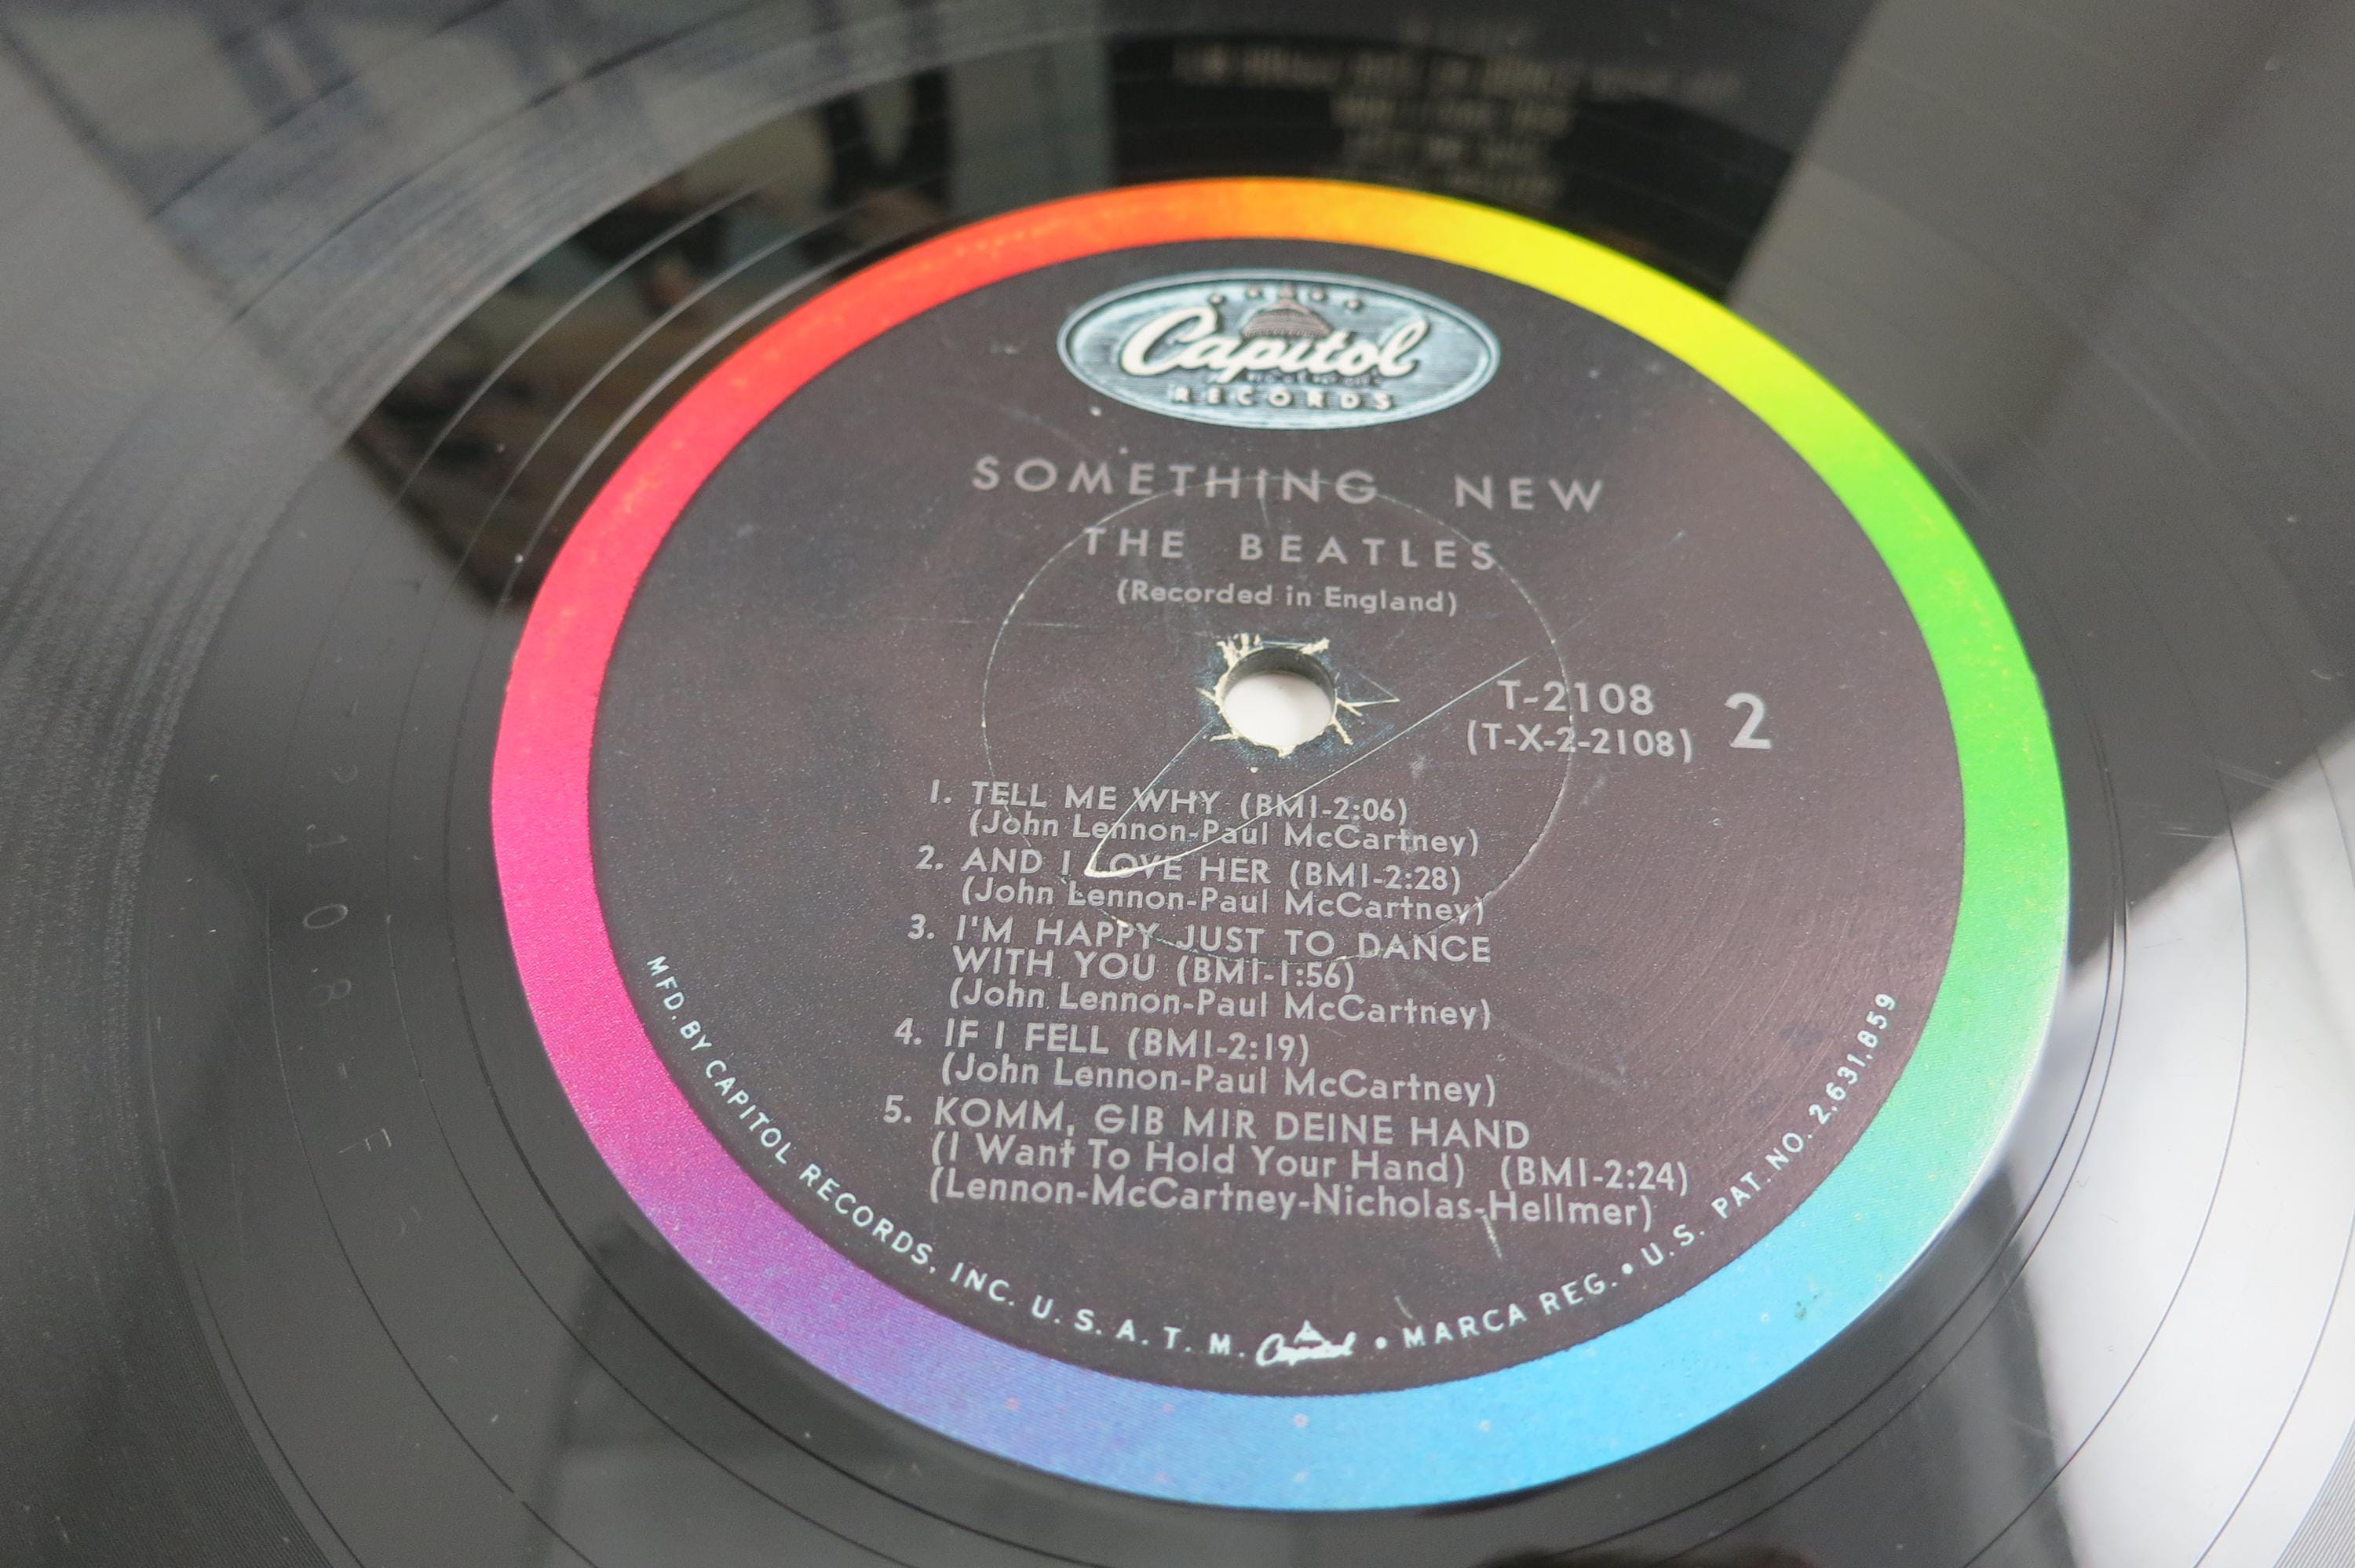 Capitol
RECORDS
SOMETHING NEW
THE BEATLES
(Recorded in England)
T-2108
(T-X-2-2108)
2
1. TELL ME WHY (BMI-2:06)
(John Lennon-Paul McCartney)
2. AND I LOVE HER (BMI-2:28)
(John Lennon-Paul McCartney)
3. I'M HAPPY JUST TO DANCE
WITH YOU (BMI-1:56)
(John Lennon-Paul McCartney)
4. IF I FELL (BMI-2:19)
(John Lennon-Paul McCartney)
5. KOMM, GIB MIR DEINE HAND
(I Want To Hold Your Hand) (BMI-2:24)
(Lennon-McCartney-Nicholas-Hellmer)
MFD. BY CAPITOL RECORDS, INC. U. S. A. T. M. Capitol • MARCA REG. • U. S. PAT. NO. 2,631,859